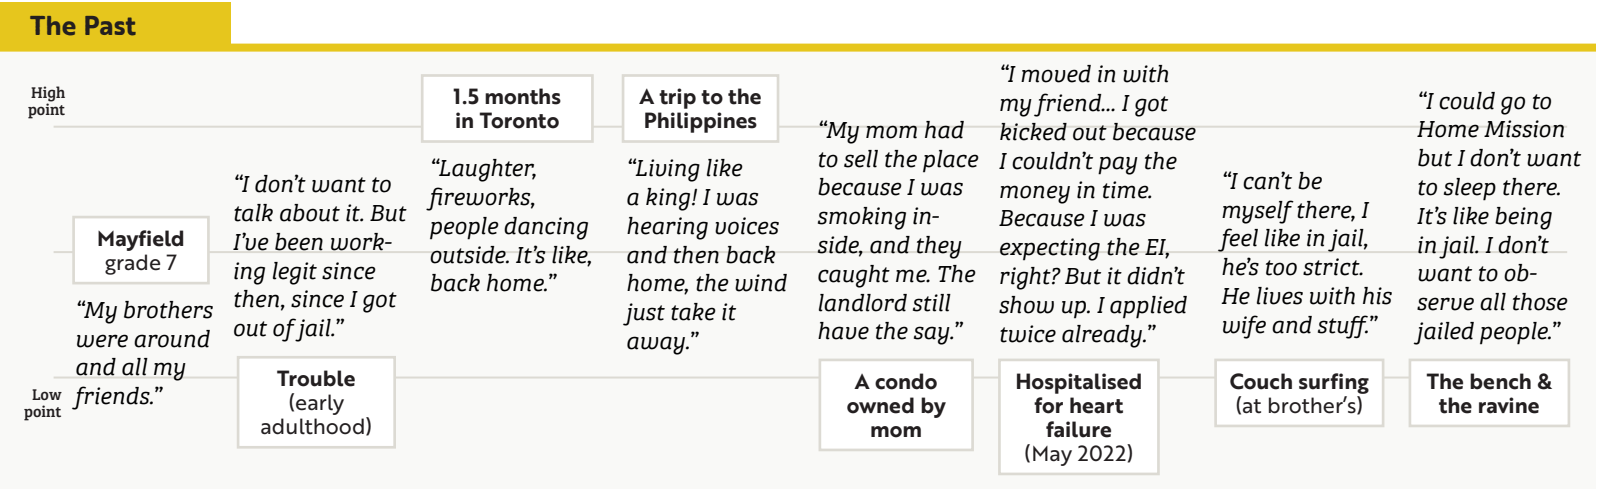 The Past
High
point
Low
point
Mayfield
grade 7
“My brothers
were around
and all my
friends.”
“I don’t want to
talk about it. But
I’ve been work-
ing legit since
then, since I got
out of jail.”
Trouble
(early
adulthood)
1.5 months
in Toronto
“Laughter,
fireworks,
people dancing
outside. It’s like,
back home.”
A trip to the
Philippines
“Living like
a king! I was
hearing voices
and then back
home, the wind
just take it
away.”
“My mom had
to sell the place
because I was
smoking in-
side, and they
caught me. The
landlord still
have the say.”
A condo
owned by
mom
“I moved in with
my friend... I got
kicked out because
I couldn’t pay the
money in time.
Because I was
expecting the EI,
right? But it didn’t
show up. I applied
twice already.”
Hospitalised
for heart
failure
(May 2022)
“I can’t be
myself there, I
feel like in jail,
he’s too strict.
He lives with his
wife and stuff.”
Couch surfing
(at brother’s)
“I could go to
Home Mission
but I don’t want
to sleep there.
It’s like being
in jail. I don’t
want to ob-
serve all those
jailed people.”
The bench &
the ravine